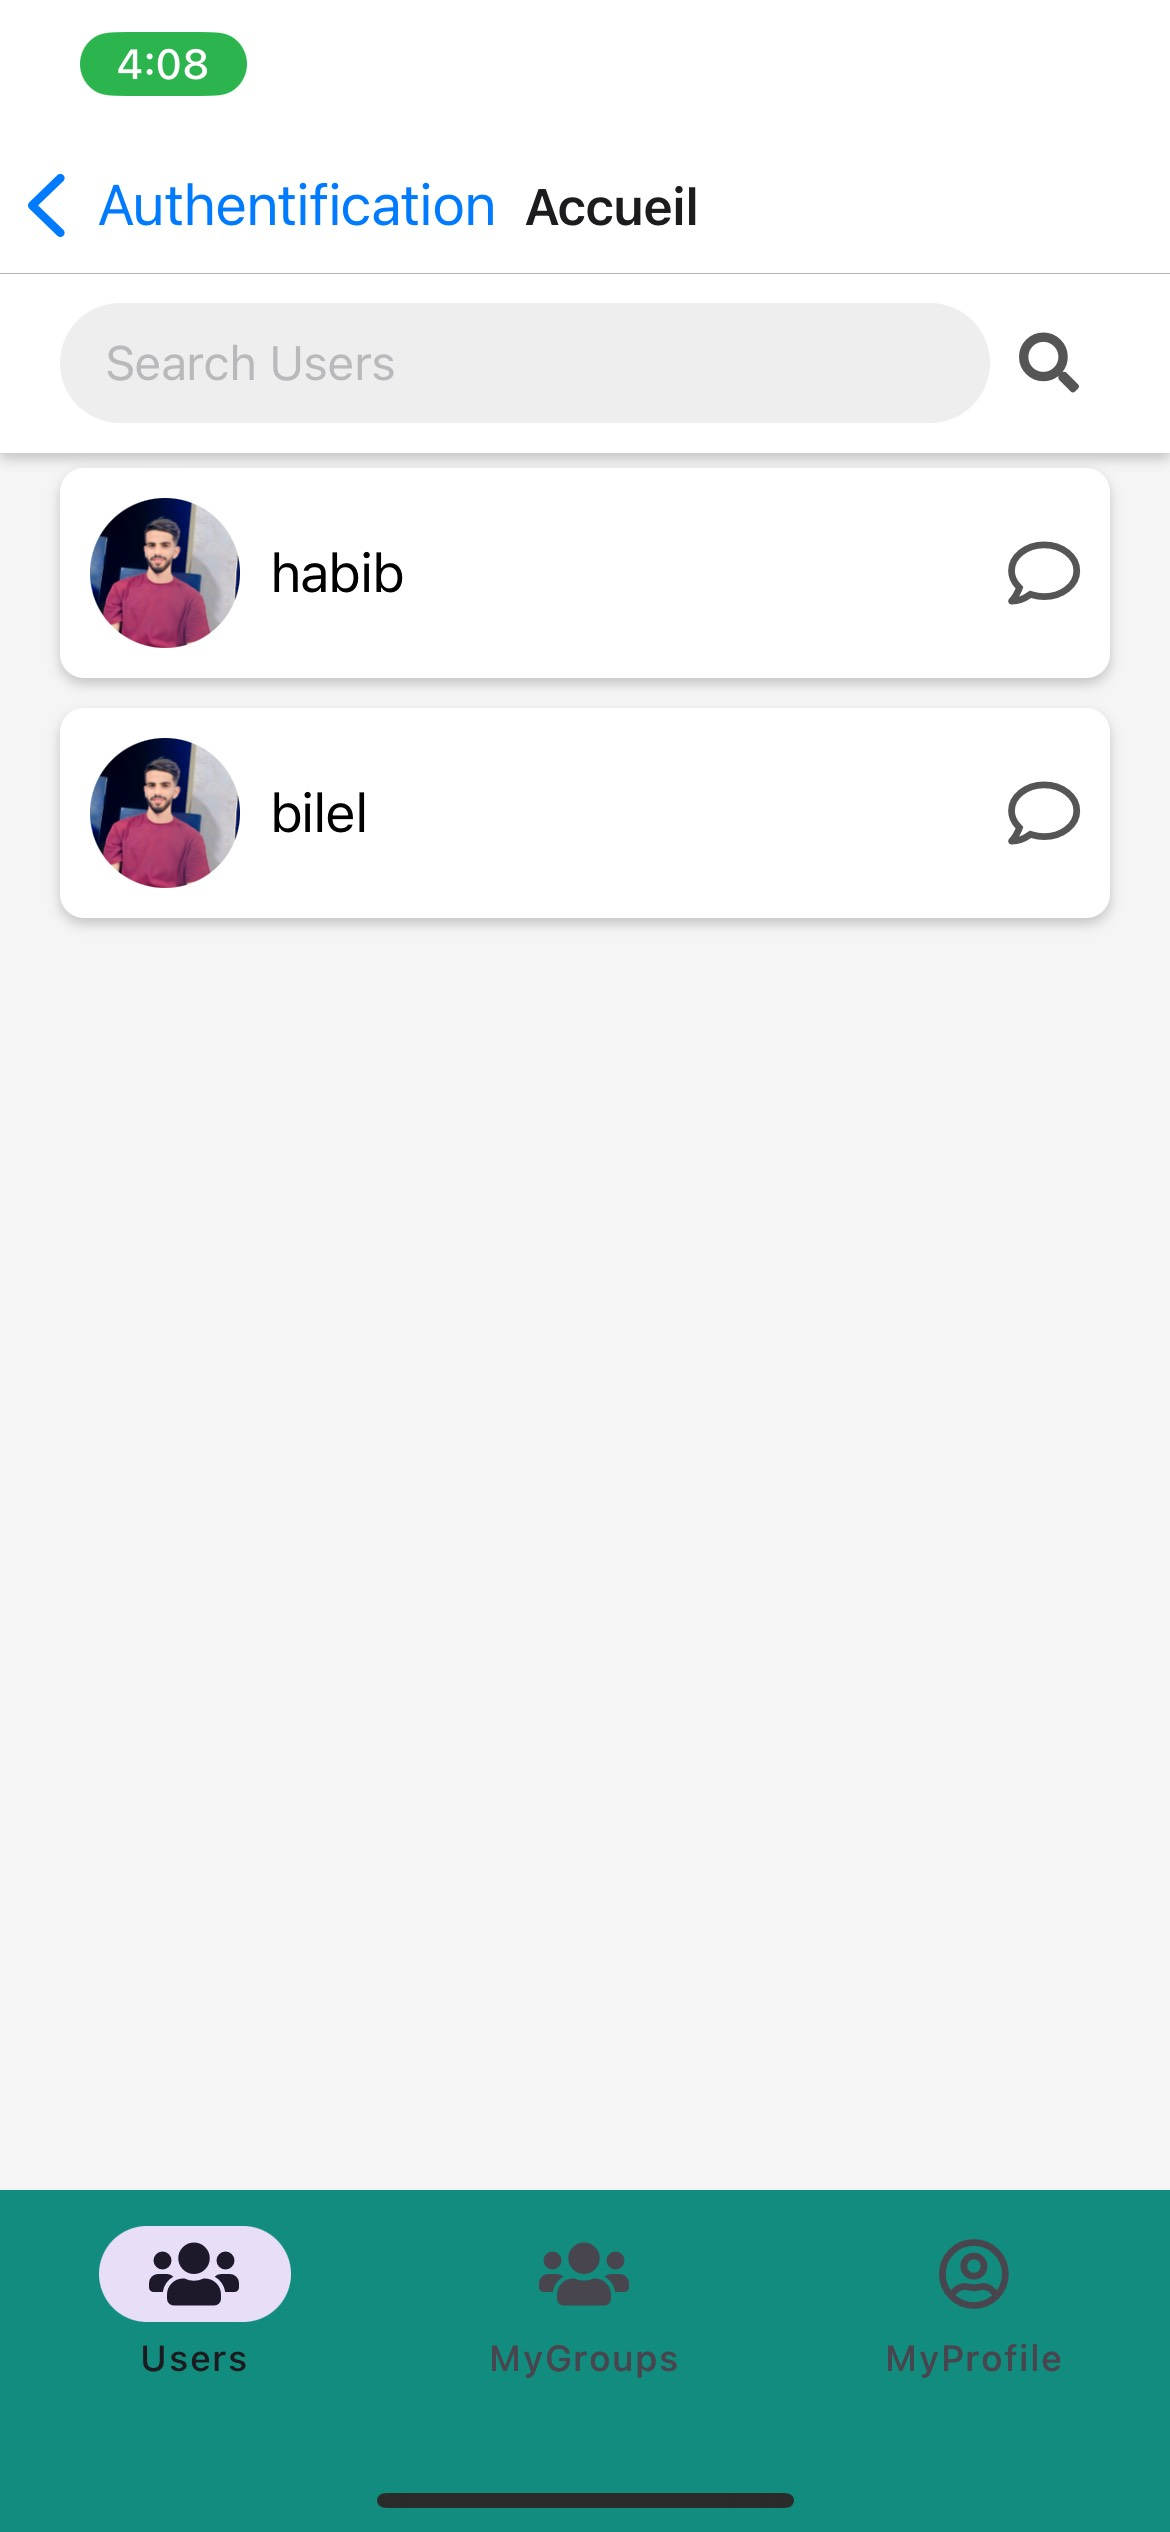 4:08
Authentification Accueil
Search Users
habib
bilel
Users MyGroups MyProfile